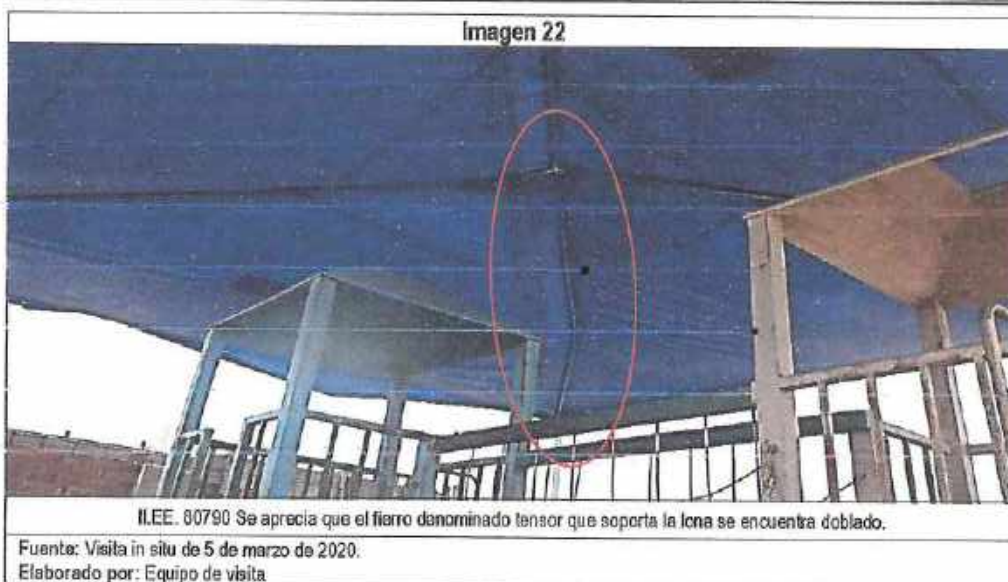 Imagen 22
II.EE. 80790 Se aprecia que el fierro denominado tensor que soporta la lona se encuentra doblado.
Fuente: Visita in situ de 5 de marzo de 2020.
Elaborado por: Equipo de visita